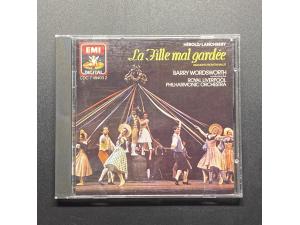 EMI
DIGITAL
HÉROLD/LANCHBERY
La Fille mal gardée
BARRY WORDSWORTH
ROYAL LIVERPOOL
PHILHARMONIC ORCHESTRA